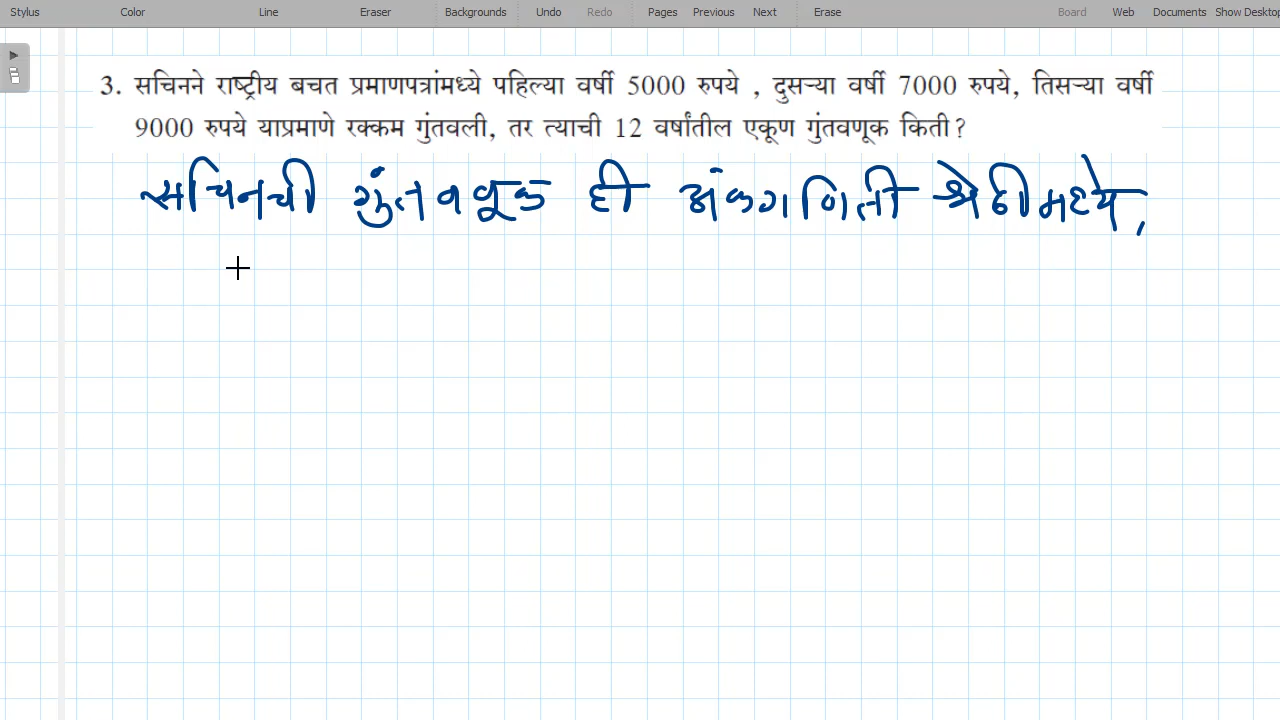 Stylus Color Line Eraser Backgrounds Undo Redo Pages Previous Next Erase Board Web Documents Show Desktop
3. सचिनने राष्ट्रीय बचत प्रमाणपत्रांमध्ये पहिल्या वर्षी 5000 रुपये , दुसऱ्या वर्षी 7000 रुपये, तिसऱ्या वर्षी
9000 रुपये याप्रमाणे रक्कम गुंतवली, तर त्याची 12 वर्षांतील एकूण गुंतवणूक किती?
सचिनची गुंतवणूक ही अंकगणिती श्रेढीमध्ये,